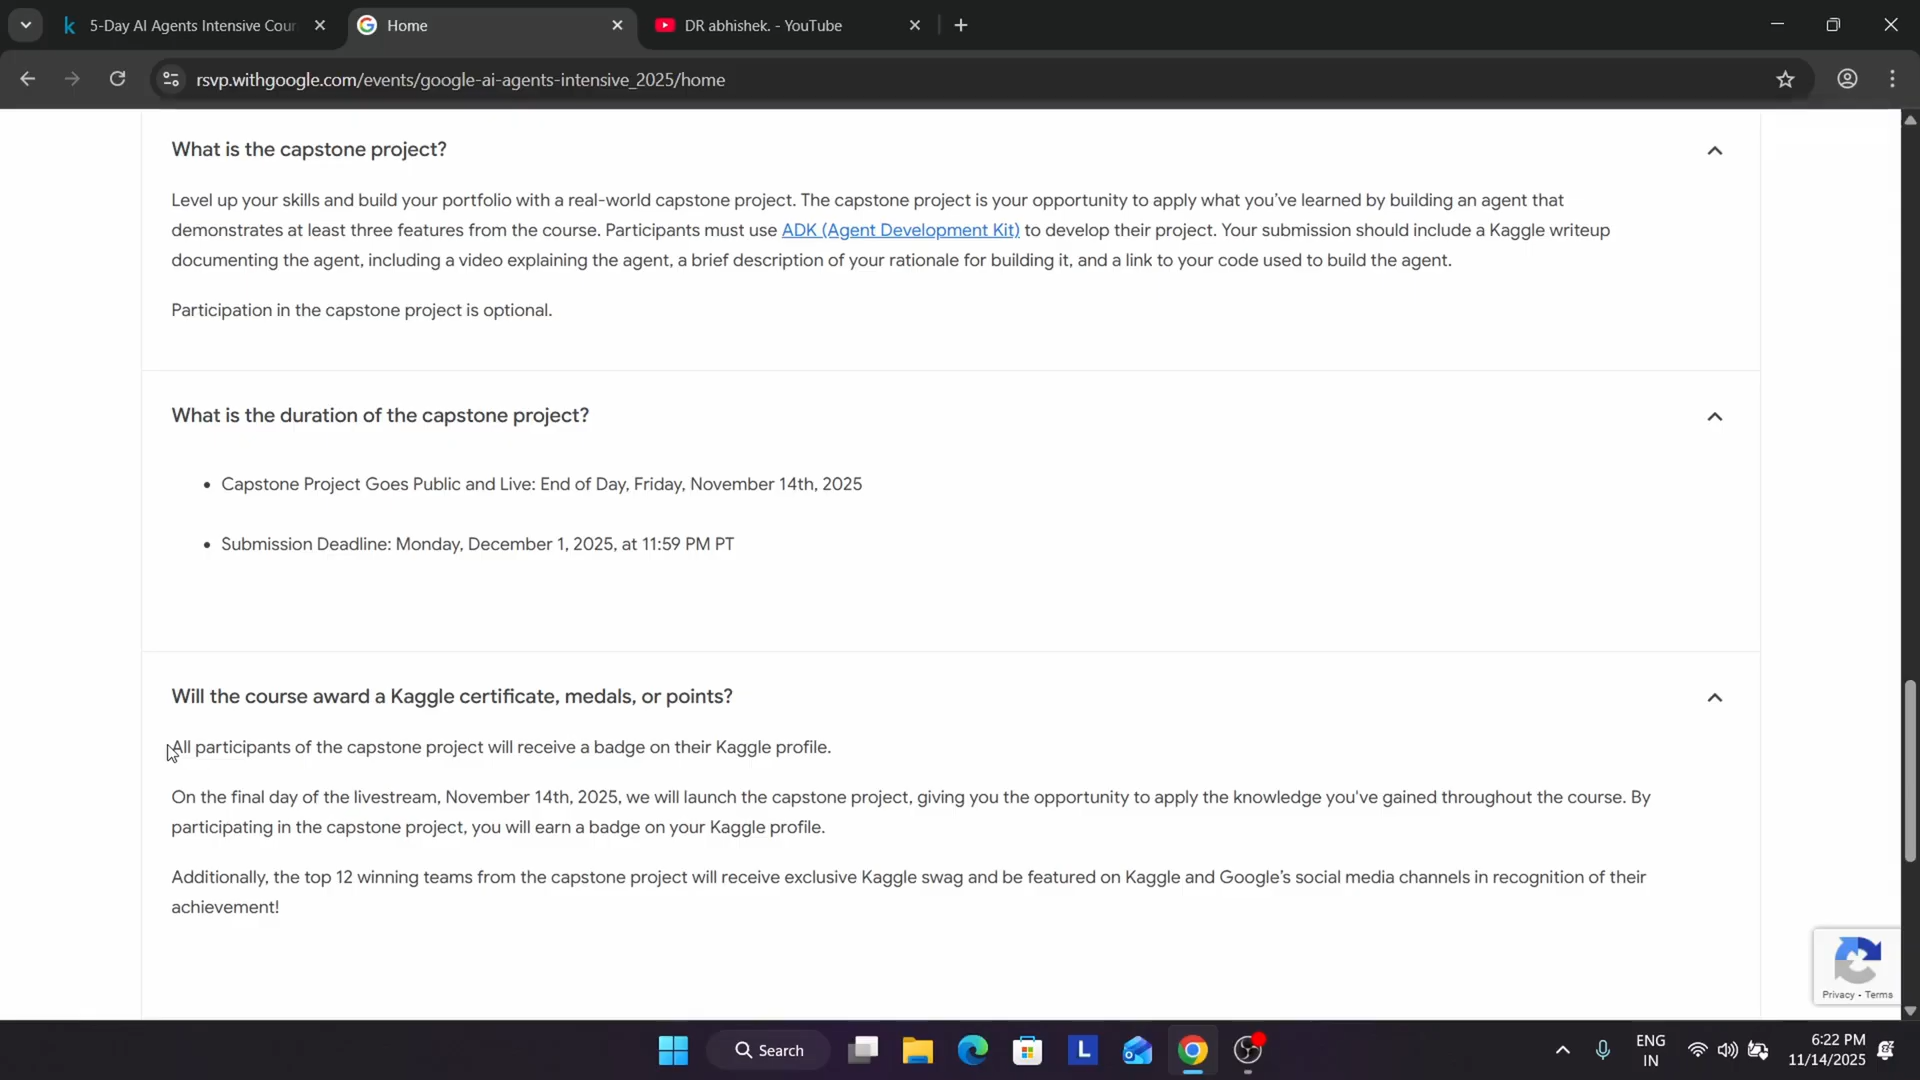 5-Day AI Agents Intensive Cour
Home
DR abhishek. - YouTube
rsvp.withgoogle.com/events/google-ai-agents-intensive_2025/home
What is the capstone project?
Level up your skills and build your portfolio with a real-world capstone project. The capstone project is your opportunity to apply what you’ve learned by building an agent that
demonstrates at least three features from the course. Participants must use ADK (Agent Development Kit) to develop their project. Your submission should include a Kaggle writeup
documenting the agent, including a video explaining the agent, a brief description of your rationale for building it, and a link to your code used to build the agent.
Participation in the capstone project is optional.
What is the duration of the capstone project?
• Capstone Project Goes Public and Live: End of Day, Friday, November 14th, 2025
• Submission Deadline: Monday, December 1, 2025, at 11:59 PM PT
Will the course award a Kaggle certificate, medals, or points?
All participants of the capstone project will receive a badge on their Kaggle profile.
On the final day of the livestream, November 14th, 2025, we will launch the capstone project, giving you the opportunity to apply the knowledge you've gained throughout the course. By
participating in the capstone project, you will earn a badge on your Kaggle profile.
Additionally, the top 12 winning teams from the capstone project will receive exclusive Kaggle swag and be featured on Kaggle and Google’s social media channels in recognition of their
achievement!
Privacy - Terms
Search
L
ENG
IN
6:22 PM
11/14/2025